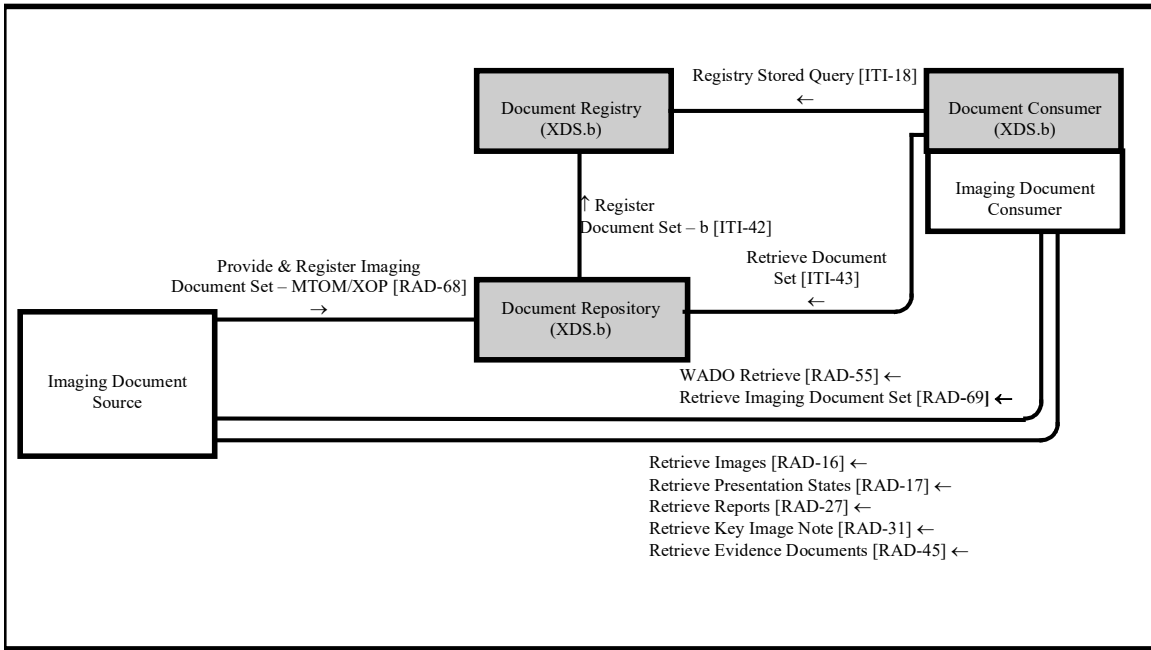 Registry Stored Query [ITI-18]
←
Document Registry
(XDS.b)
Document Consumer
(XDS.b)
Imaging Document
Consumer
↑ Register
Document Set – b [ITI-42]
Provide & Register Imaging
Document Set – MTOM/XOP [RAD-68]
→
Retrieve Document
Set [ITI-43]
←
Document Repository
(XDS.b)
Imaging Document
Source
WADO Retrieve [RAD-55] ←
Retrieve Imaging Document Set [RAD-69] ←
Retrieve Images [RAD-16] ←
Retrieve Presentation States [RAD-17] ←
Retrieve Reports [RAD-27] ←
Retrieve Key Image Note [RAD-31] ←
Retrieve Evidence Documents [RAD-45] ←